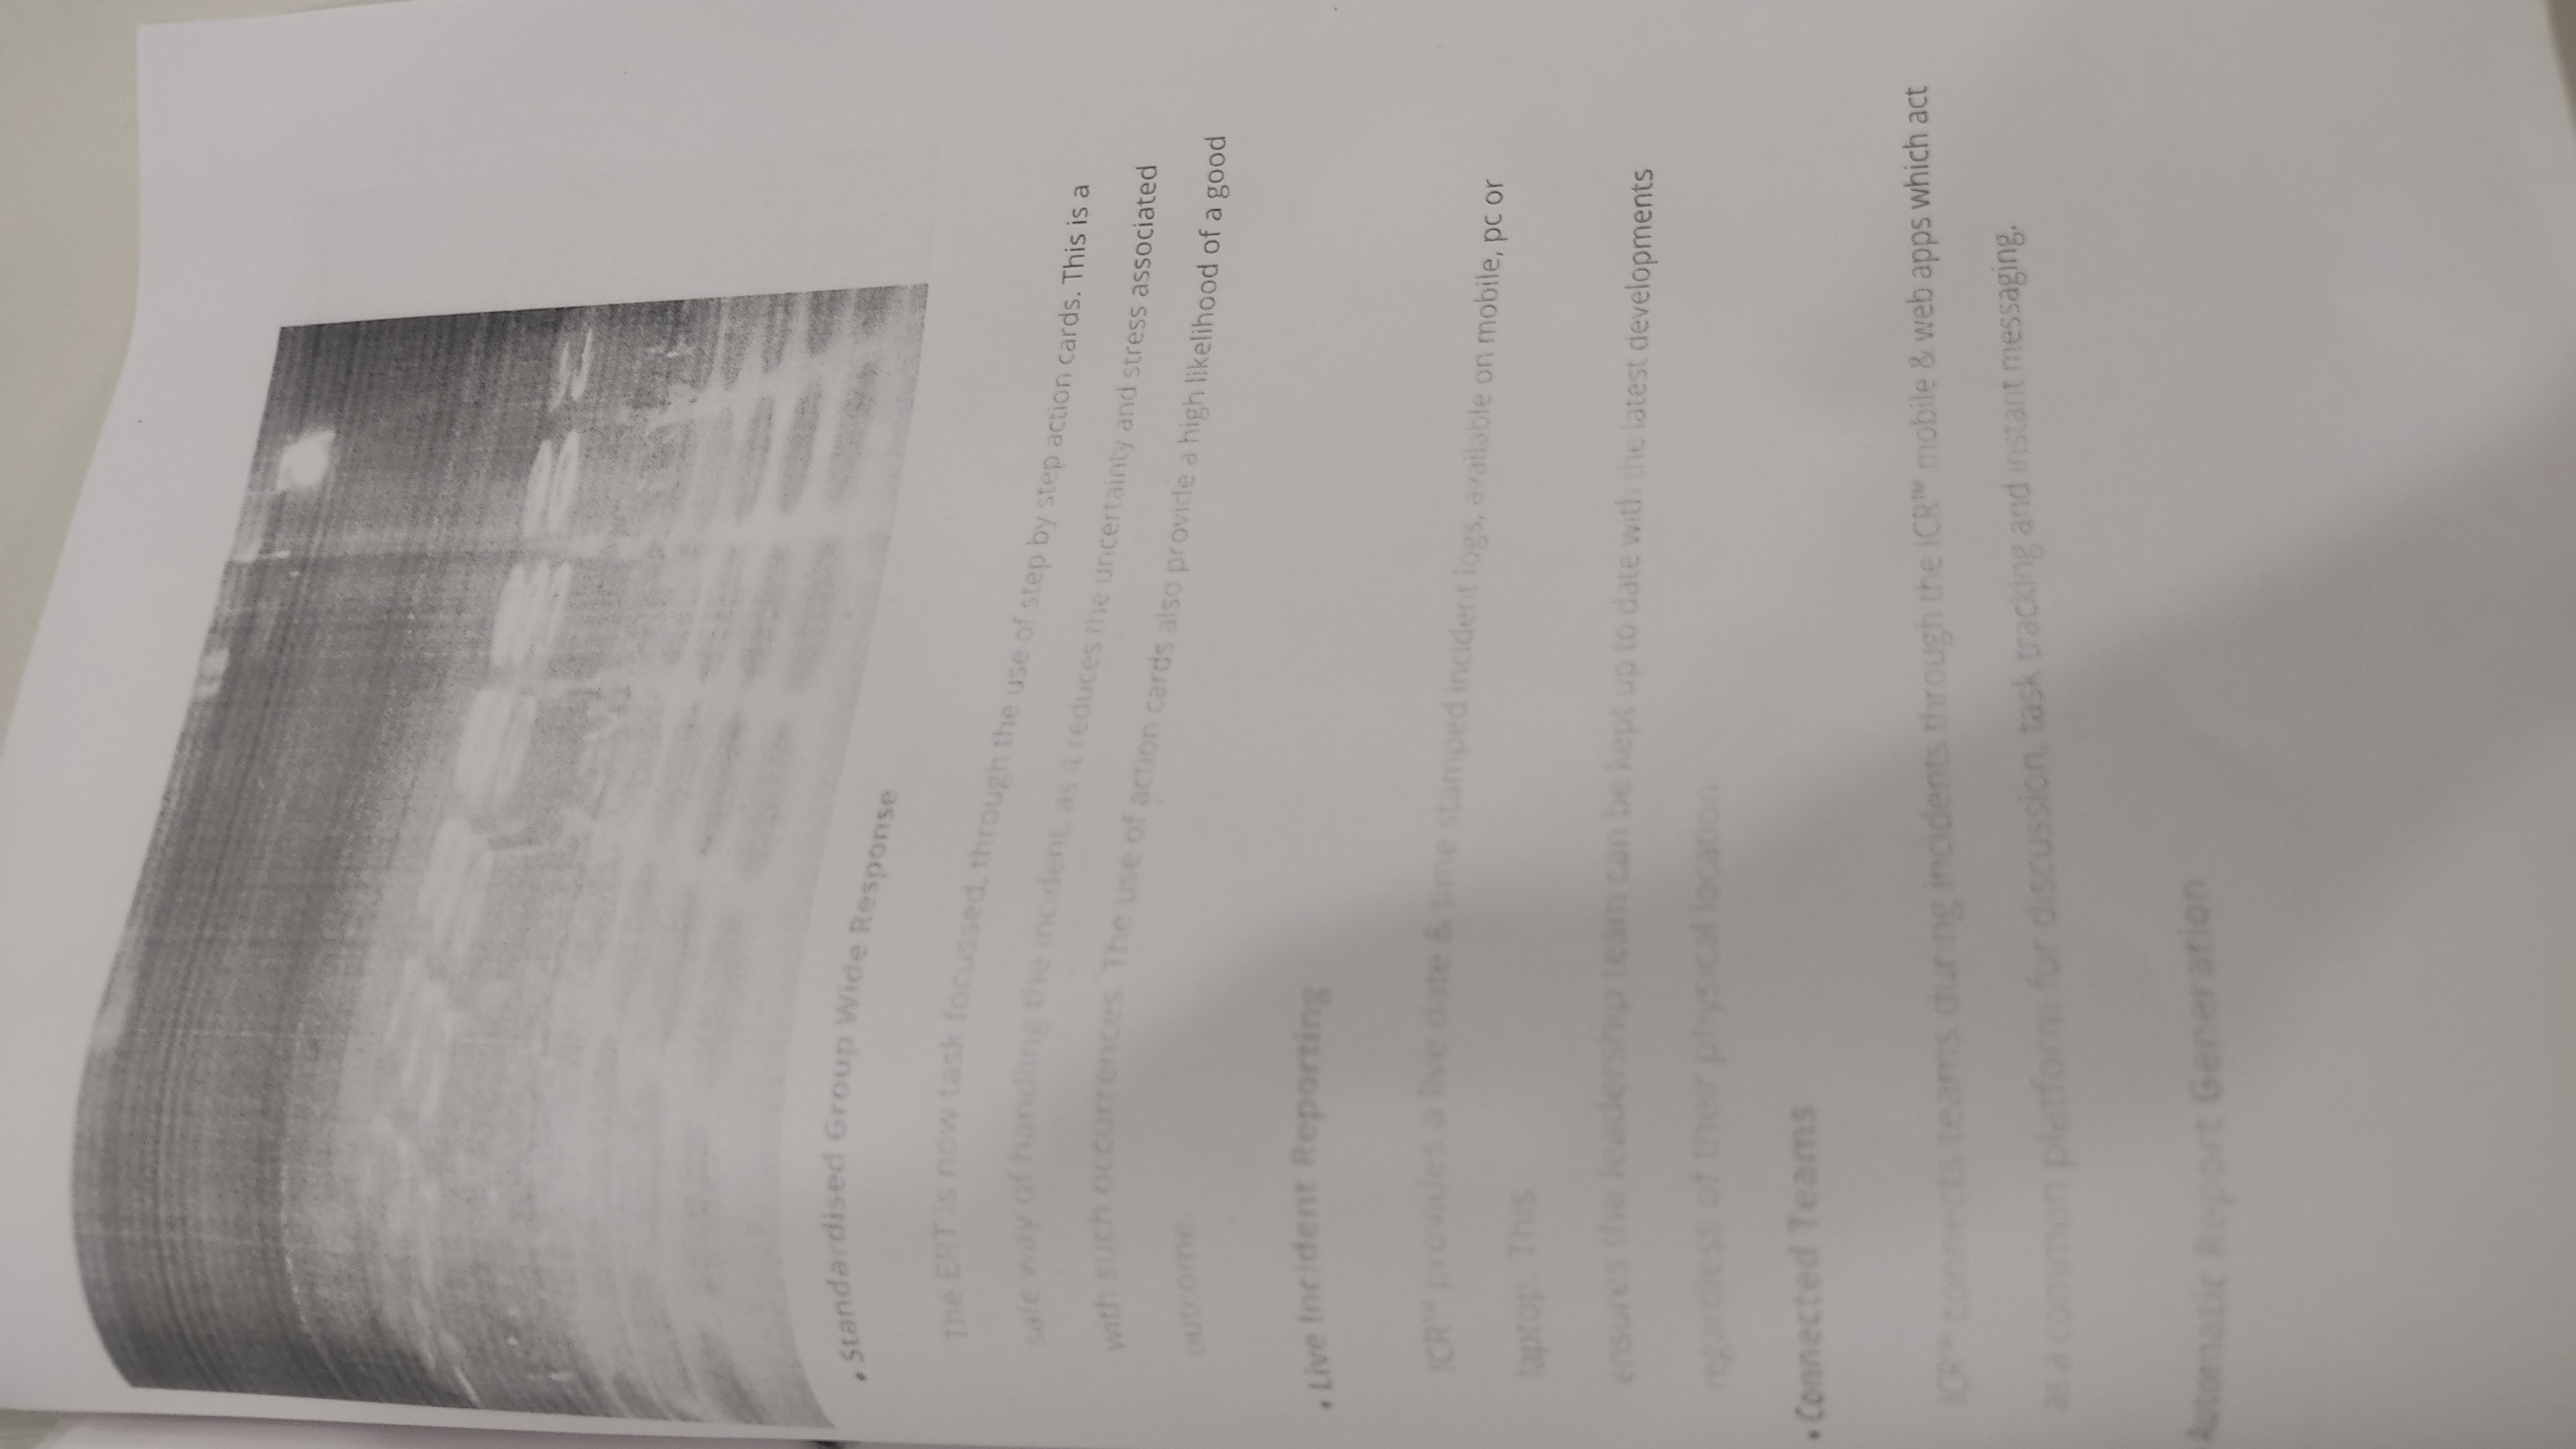 • Standardised Group Wide Response
The ERT is now task focussed, through the use of step by step action cards. This is a
safe way of handling the incident, as it reduces the uncertainty and stress associated
with such occurrences. The use of action cards also provide a high likelihood of a good
outcome.
• Live Incident Reporting
ICR™ provides a live date & time stamped incident logs, available on mobile, pc or
laptop. This
ensures the leadership team can be kept up to date with the latest developments
regardless of their physical location
• Connected Teams
ICR™ connects teams during incidents through the ICR™ mobile & web apps which act
as a common platform for discussion, task tracking and instant messaging.
Automatic Report Generation